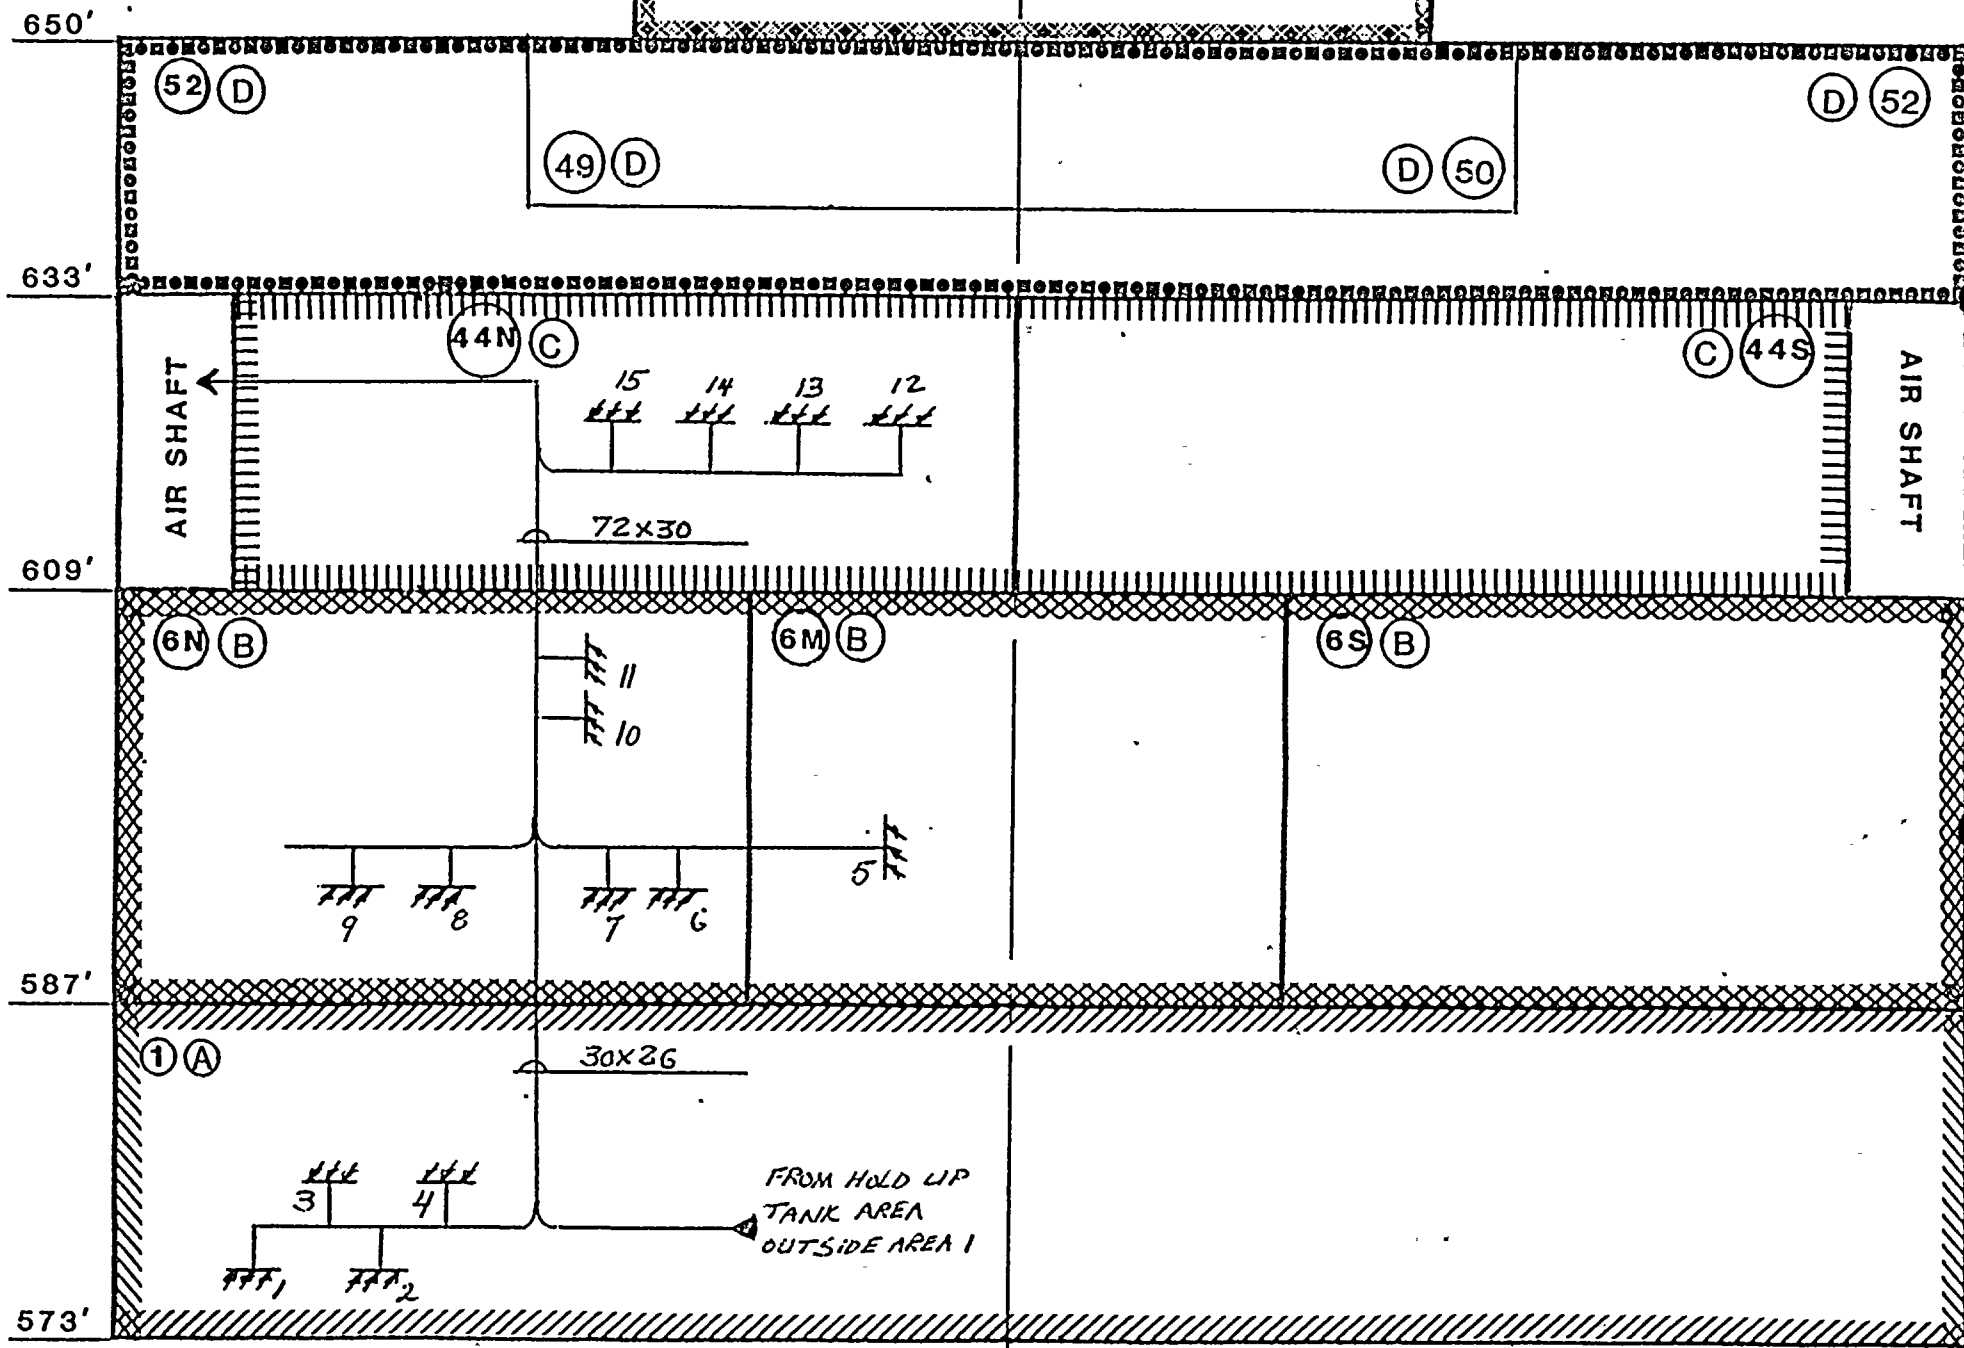 650'
52 D
D 52
49 D
D 50
633'
44N C
C 44S
AIR SHAFT
AIR SHAFT
15 14 13 12
72x30
609'
6N B
6M B
6S B
11
10
5
9 8 7 6
587'
1 A
30x26
3 4
FROM HOLD UP
TANK AREA
OUTSIDE AREA 1
1 2
573'